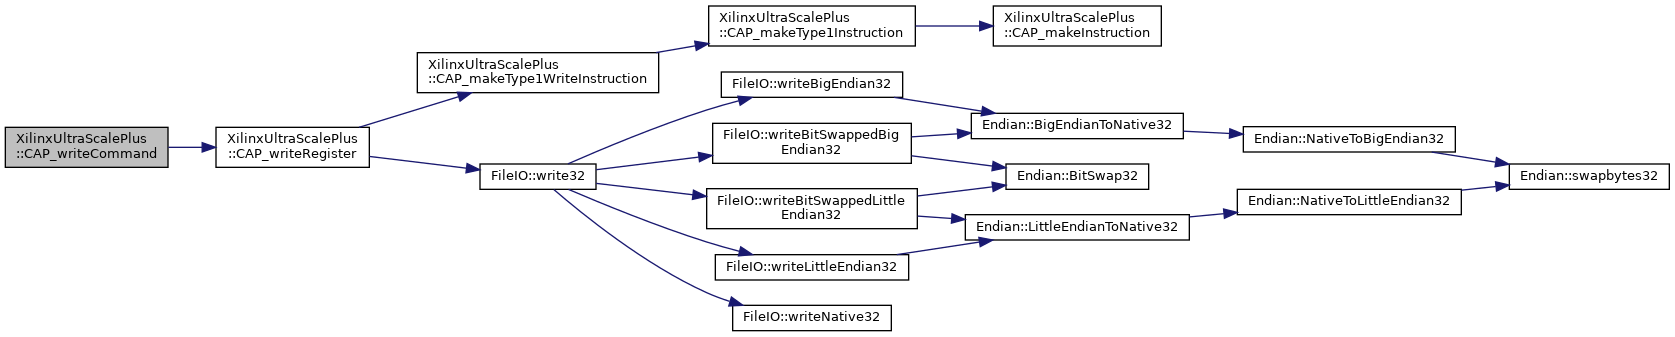 XilinxUltraScalePlus
::CAP_writeCommand
XilinxUltraScalePlus
::CAP_writeRegister
XilinxUltraScalePlus
::CAP_makeType1WriteInstruction
XilinxUltraScalePlus
::CAP_makeType1Instruction
XilinxUltraScalePlus
::CAP_makeInstruction
FileIO::write32
FileIO::writeBigEndian32
FileIO::writeBitSwappedBig
Endian32
FileIO::writeBitSwappedLittle
Endian32
FileIO::writeLittleEndian32
FileIO::writeNative32
Endian::BigEndianToNative32
Endian::BitSwap32
Endian::LittleEndianToNative32
Endian::NativeToBigEndian32
Endian::NativeToLittleEndian32
Endian::swapbytes32